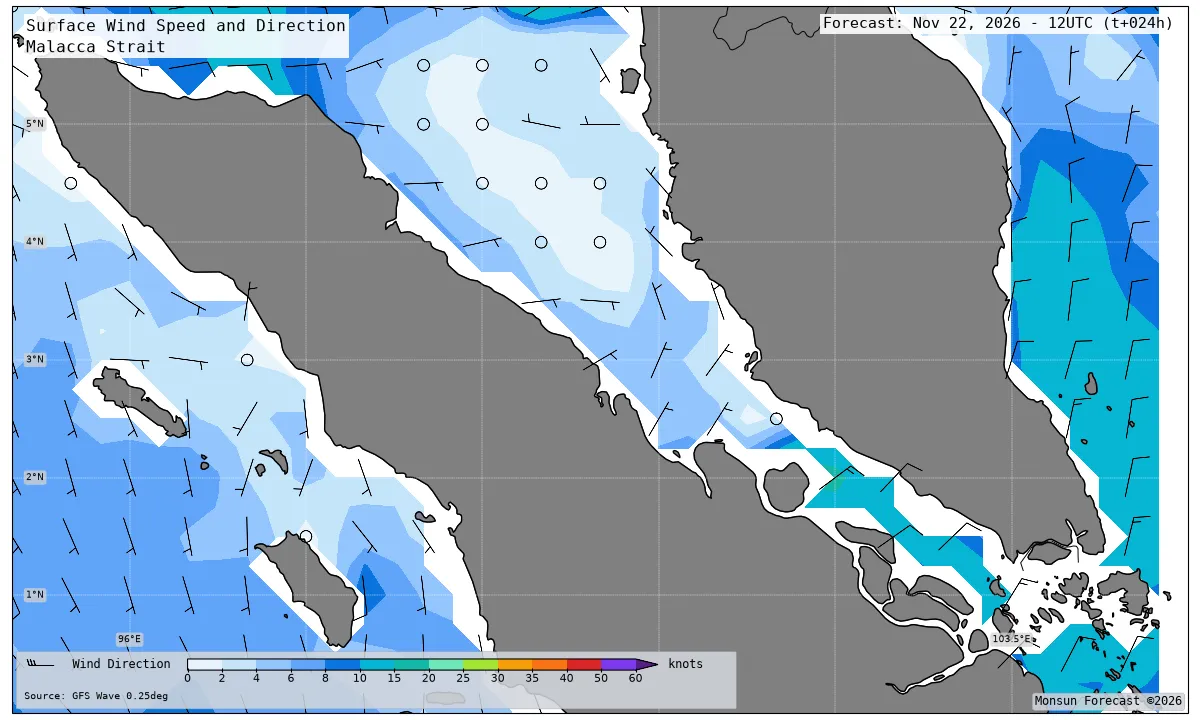 Surface Wind Speed and Direction
Malacca Strait
Forecast: Nov 22, 2026 - 12UTC (t+024h)
5°N
4°N
3°N
2°N
1°N
96°E
103.5°E
Wind Direction
knots
0 2 4 6 8 10 15 20 25 30 35 40 50 60
Source: GFS Wave 0.25deg
Monsun Forecast ©2026